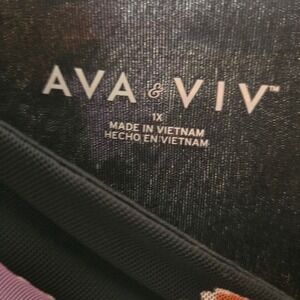 AVA & VIV™
1X
MADE IN VIETNAM
HECHO EN VIETNAM